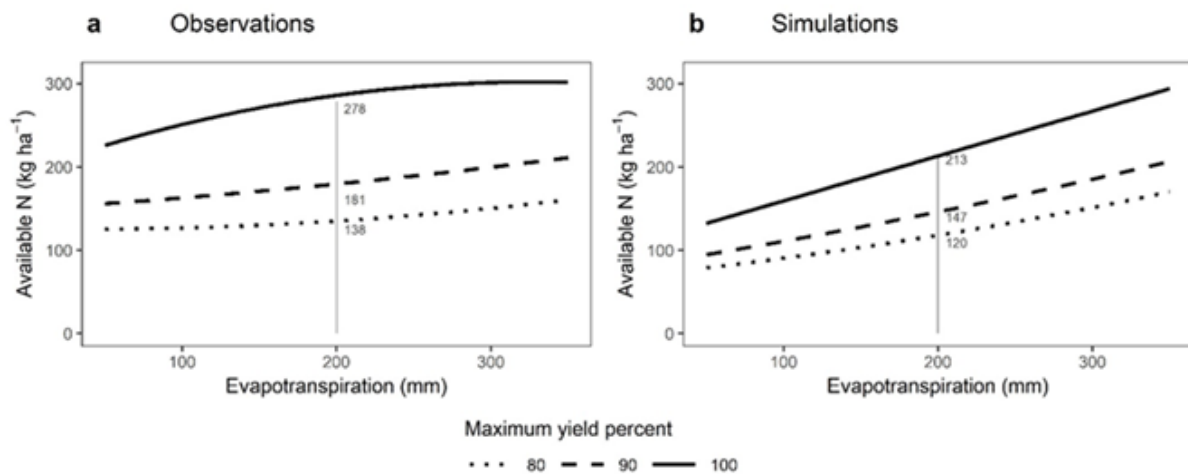 a Observations
b Simulations
Available N (kg ha⁻¹)
300
200
100
0
278
181
138
100 200 300
Evapotranspiration (mm)
Available N (kg ha⁻¹)
300
200
100
0
213
147
120
100 200 300
Evapotranspiration (mm)
Maximum yield percent
80 90 100